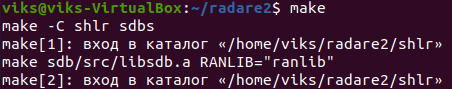 viks@viks-VirtualBox:~/radare2$ make
make -C shlr sdbs
make[1]: вход в каталог «/home/viks/radare2/shlr»
make sdb/src/libsdb.a RANLIB="ranlib"
make[2]: вход в каталог «/home/viks/radare2/shlr»